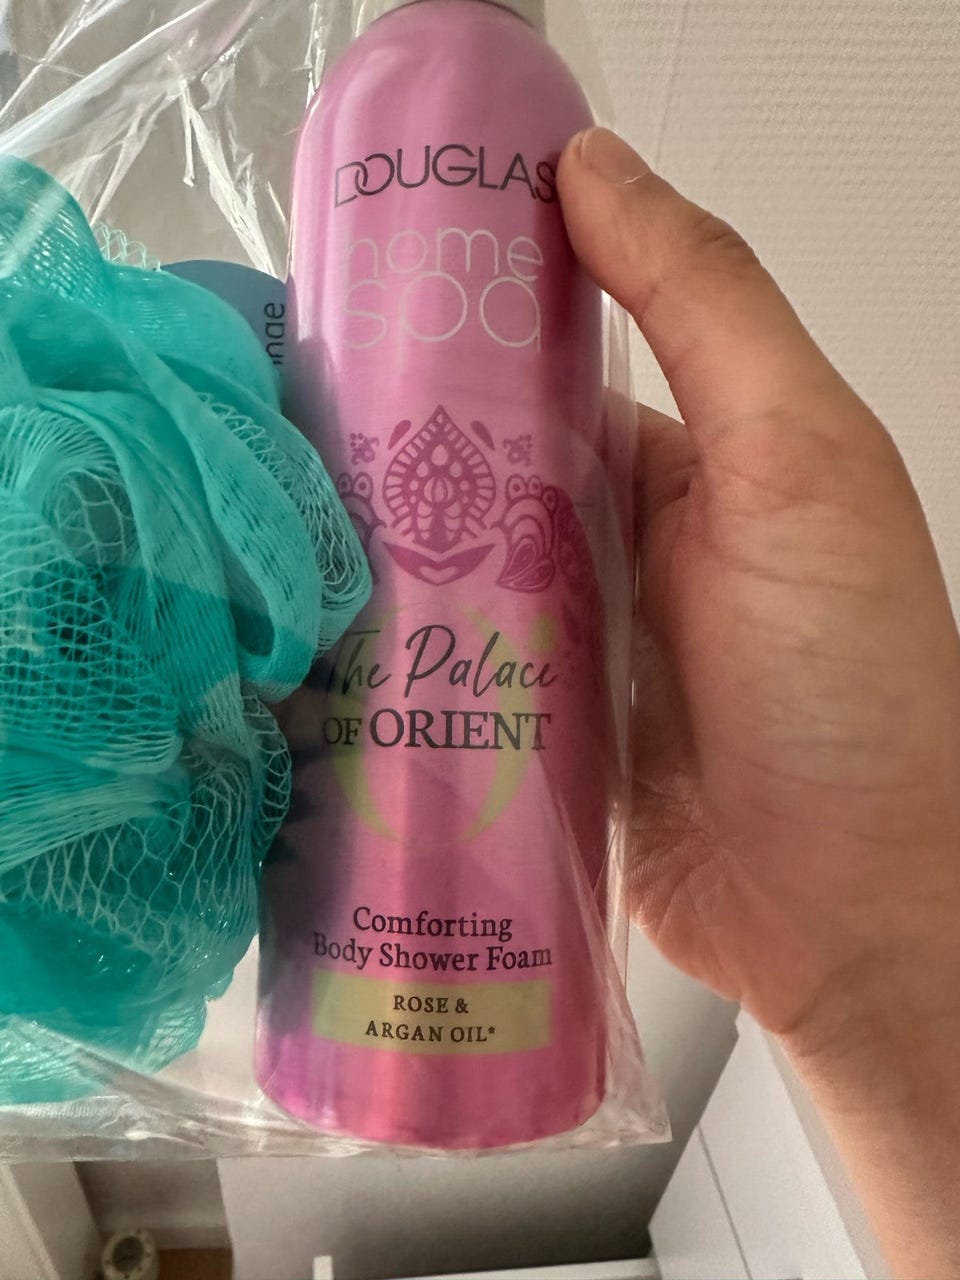 DOUGLAS
home
spa
The Palace
OF ORIENT
Comforting
Body Shower Foam
ROSE &
ARGAN OIL*